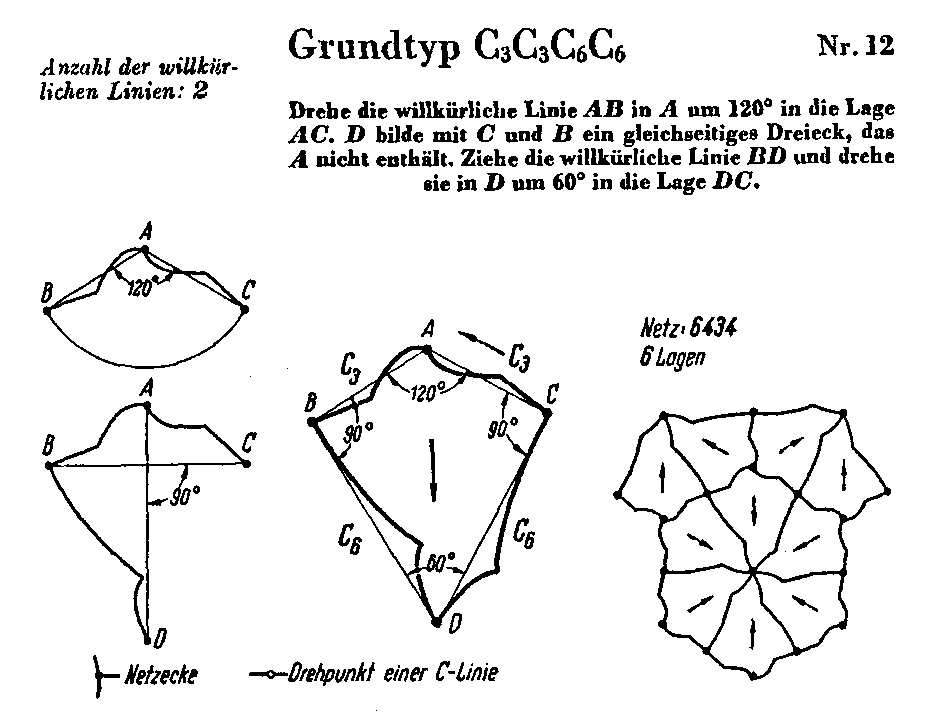 Grundtyp C₃C₃C₆C₆
Nr. 12
Anzahl der willkür-
lichen Linien: 2
Drehe die willkürliche Linie AB in A um 120° in die Lage
AC. D bilde mit C und B ein gleichseitiges Dreieck, das
A nicht enthält. Ziehe die willkürliche Linie BD und drehe
sie in D um 60° in die Lage DC.
A
B
C
120°
A
B
C
90°
D
A
C₃
C₃
B
C
120°
90°
90°
C₆
C₆
60°
D
Netz: 6434
6 Lagen
Netzecke
Drehpunkt einer C-Linie